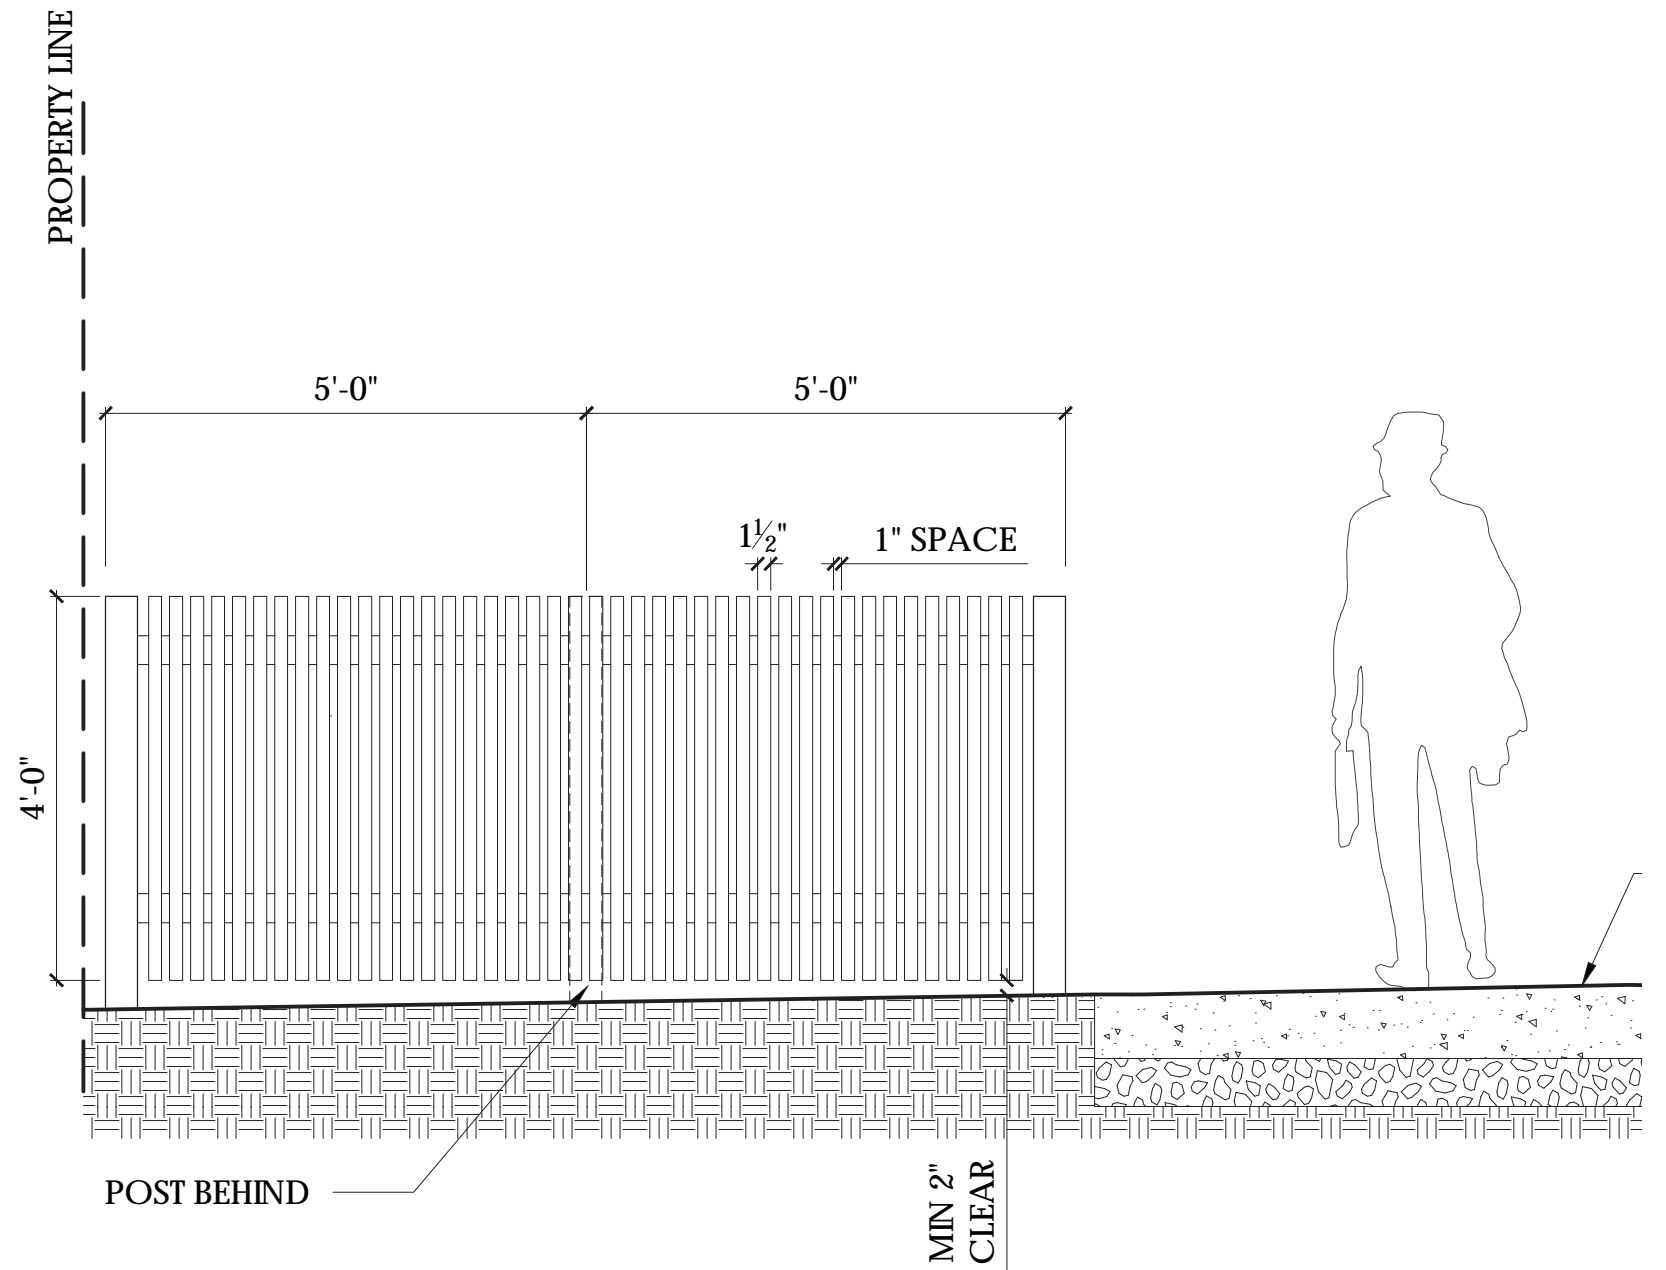 PROPERTY LINE
5'-0"
5'-0"
1½"
1" SPACE
4'-0"
POST BEHIND
MIN 2"
CLEAR